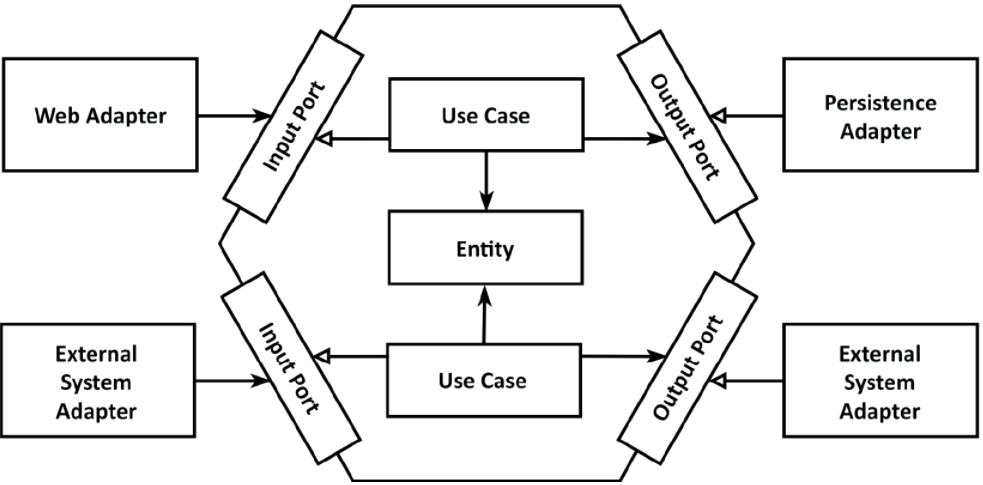 Web Adapter
Input Port
Use Case
Output Port
Persistence
Adapter
Entity
External
System
Adapter
Input Port
Use Case
Output Port
External
System
Adapter